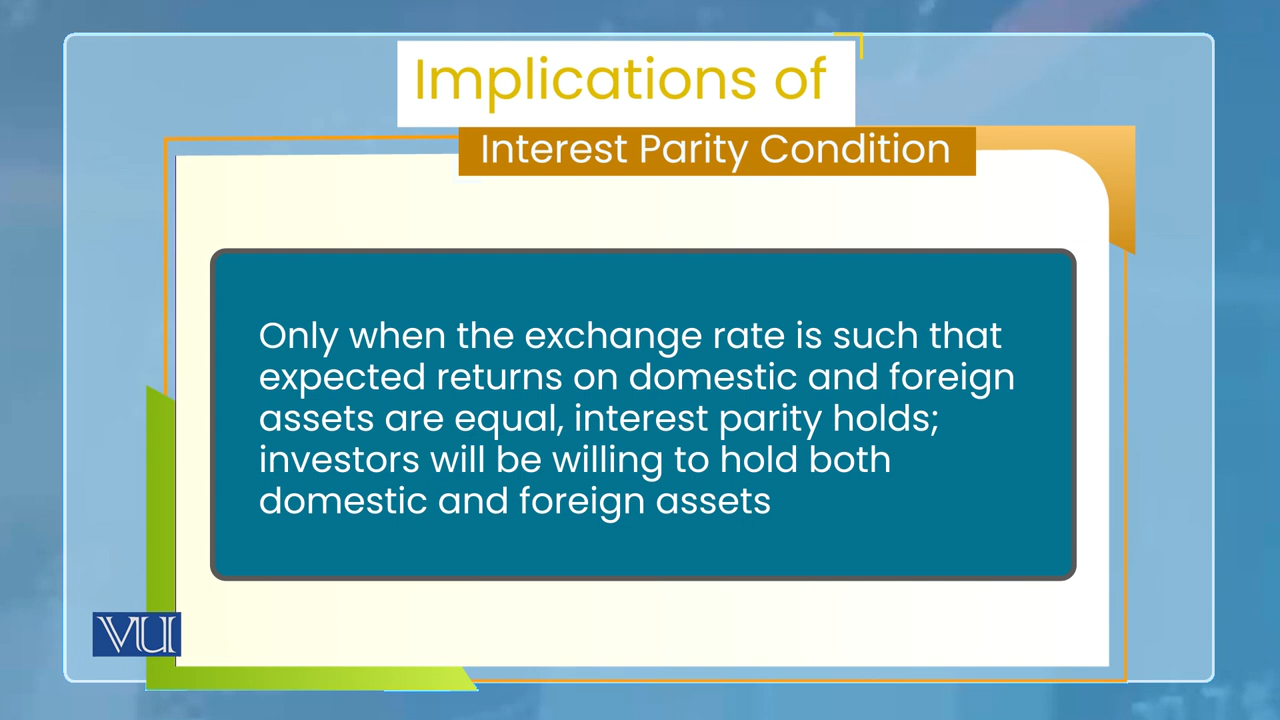 Implications of
Interest Parity Condition
Only when the exchange rate is such that
expected returns on domestic and foreign
assets are equal, interest parity holds;
investors will be willing to hold both
domestic and foreign assets
VU